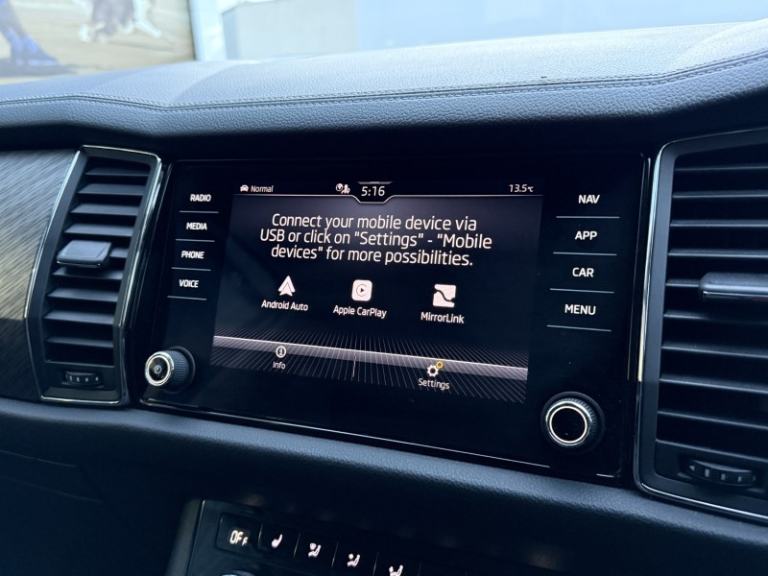 Normal
5:16
13.5°C
RADIO
MEDIA
PHONE
VOICE
NAV
APP
CAR
MENU
Connect your mobile device via
USB or click on "Settings" - "Mobile
devices" for more possibilities.
Android Auto
Apple CarPlay
MirrorLink
Info
Settings
OFF